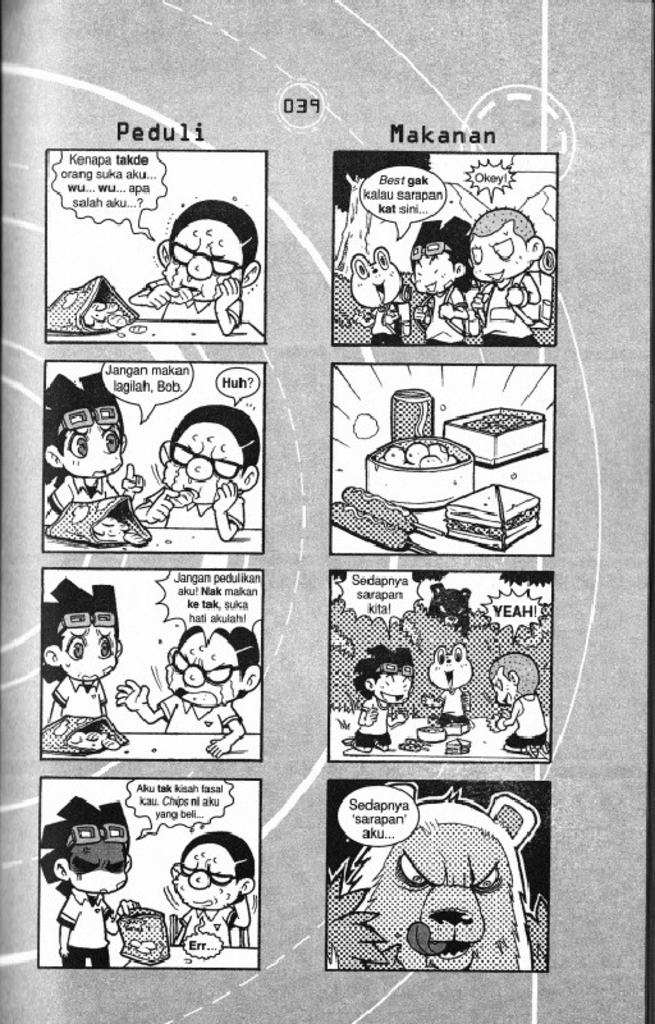 039
Peduli
Kenapa takde
orang suka aku...
wu... wu... apa
salah aku...?
Jangan makan
lagilah, Bob.
Huh?
Jangan pedulikan
aku! Nak makan
ke tak, suka
hati akulah!
Aku tak kisah fasal
kau. Chips ni aku
yang beli...
Err...
Makanan
Best gak
kalau sarapan
kat sini...
Okey!
Sedapnya
sarapan
kita!
YEAH!
Sedapnya
'sarapan'
aku...